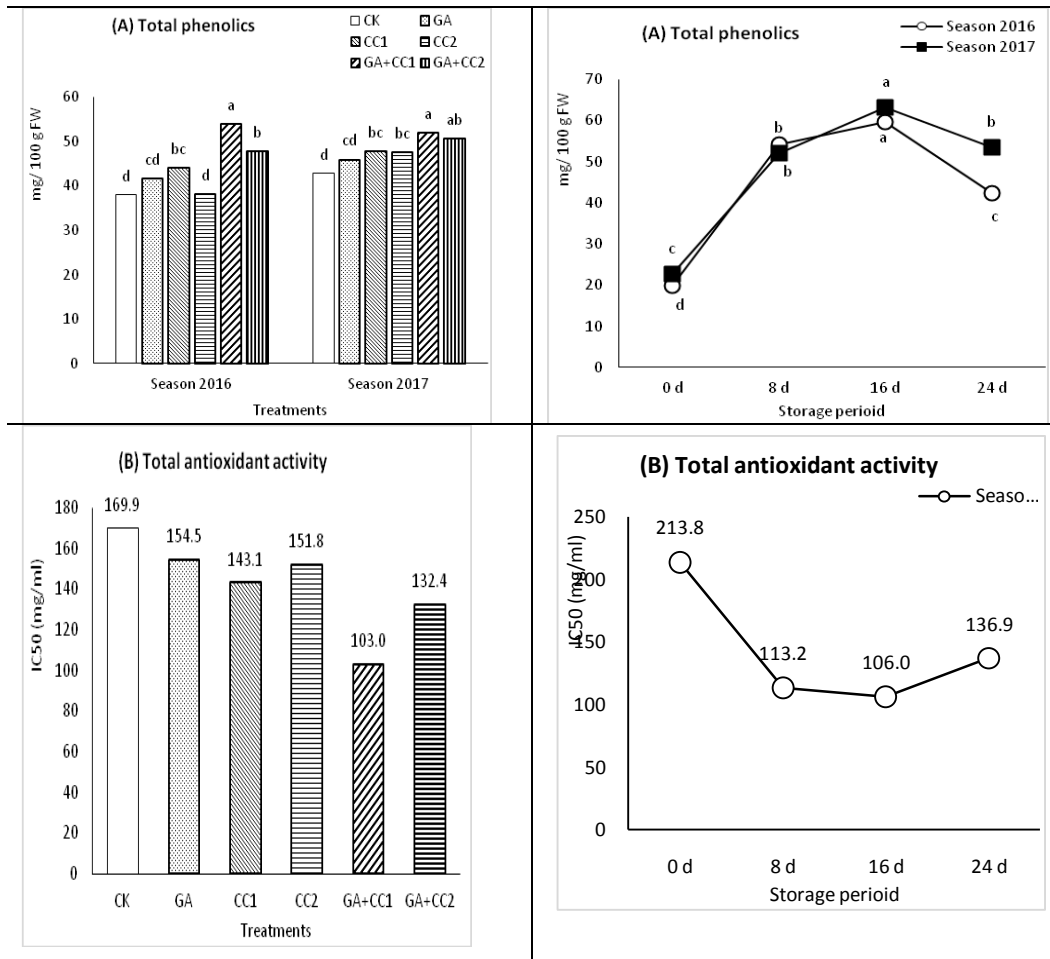 (A) Total phenolics
CK GA
CC1 CC2
GA+CC1 GA+CC2
mg/ 100 g FW
60
50
40
30
20
10
0
d cd bc d a b
d cd bc bc a ab
Season 2016 Season 2017
Treatments
(A) Total phenolics
Season 2016
Season 2017
mg/ 100 g FW
70
60
50
40
30
20
10
0
c
d
b
b
a
a
b
c
0 d 8 d 16 d 24 d
Storage perioid
(B) Total antioxidant activity
IC50 (mg/ml)
180
160
140
120
100
80
60
40
20
0
169.9
154.5
143.1
151.8
103.0
132.4
CK GA CC1 CC2 GA+CC1 GA+CC2
Treatments
(B) Total antioxidant activity
Seaso...
IC50 (mg/ml)
250
200
150
100
50
0
213.8
113.2
106.0
136.9
0 d 8 d 16 d 24 d
Storage perioid